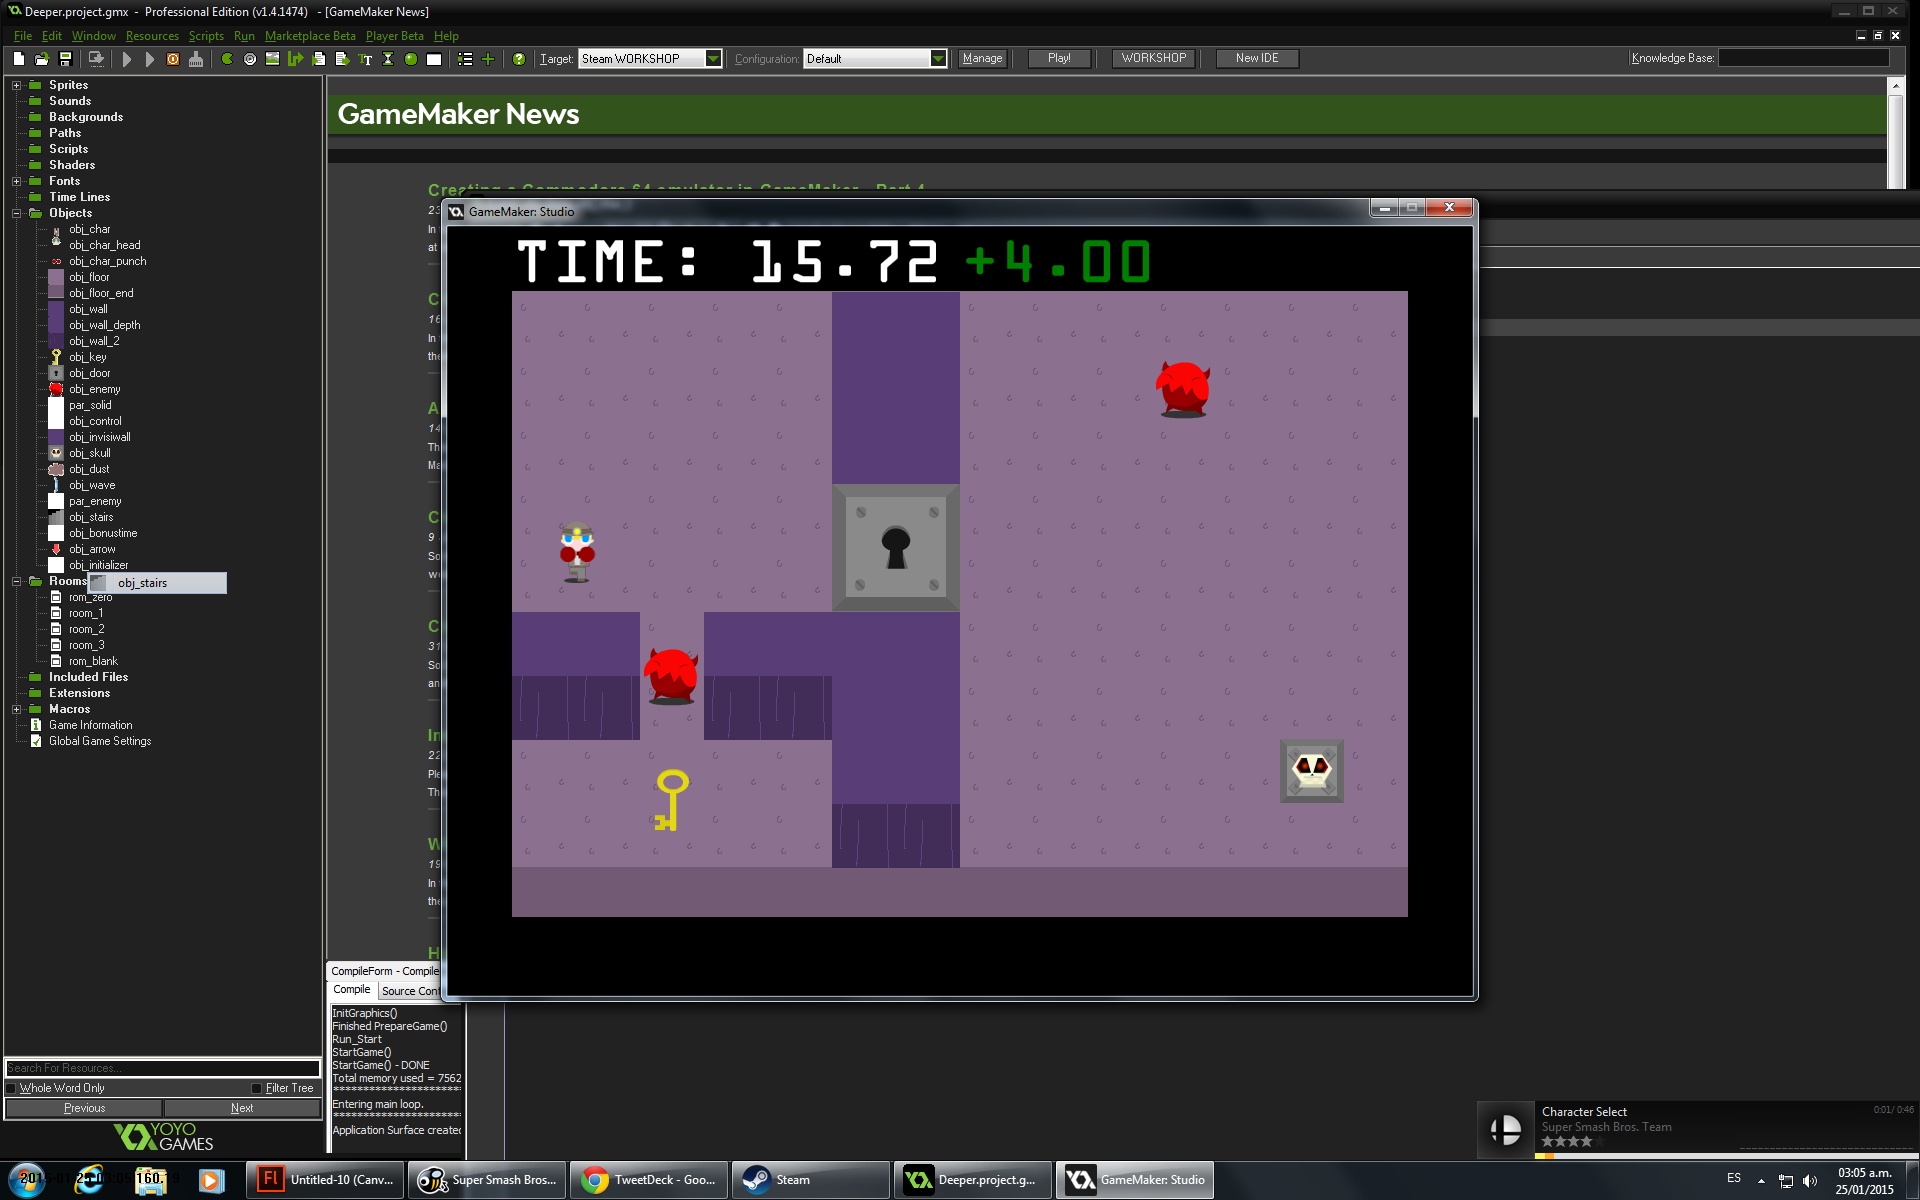 Deeper.project.gmx - Professional Edition (v1.4.1474) - [GameMaker News]
File Edit Window Resources Scripts Run Marketplace Beta Player Beta Help
Target: Steam WORKSHOP Configuration: Default Manage Play! WORKSHOP New IDE Knowledge Base:
Sprites
Sounds
Backgrounds
Paths
Scripts
Shaders
Fonts
Time Lines
Objects
obj_char
obj_char_head
obj_char_punch
obj_floor
obj_floor_end
obj_wall
obj_wall_depth
obj_wall_2
obj_key
obj_door
obj_enemy
par_solid
obj_control
obj_invisiwall
obj_skull
obj_dust
obj_wave
par_enemy
obj_stairs
obj_bonustime
obj_arrow
obj_initializer
Rooms
obj_stairs
rom_zero
room_1
room_2
room_3
rom_blank
Included Files
Extensions
Macros
Game Information
Global Game Settings
Search For Resources...
Whole Word Only Filter Tree
Previous Next
YOYO
GAMES
GameMaker News
Creating a Commodore 64 emulator in GameMaker - Part 4
GameMaker: Studio
TIME: 15.72 +4.00
CompileForm - Compile
Compile Source Cont
InitGraphics()
Finished PrepareGame()
Run_Start
StartGame()
StartGame() - DONE
Total memory used = 7562
**********************
Entering main loop.
**********************
Application Surface created
Character Select 0:01/ 0:46
Super Smash Bros. Team
Untitled-10 (Canv...
Super Smash Bros...
TweetDeck - Goo...
Steam
Deeper.project.g...
GameMaker: Studio
ES
03:05 a.m.
25/01/2015